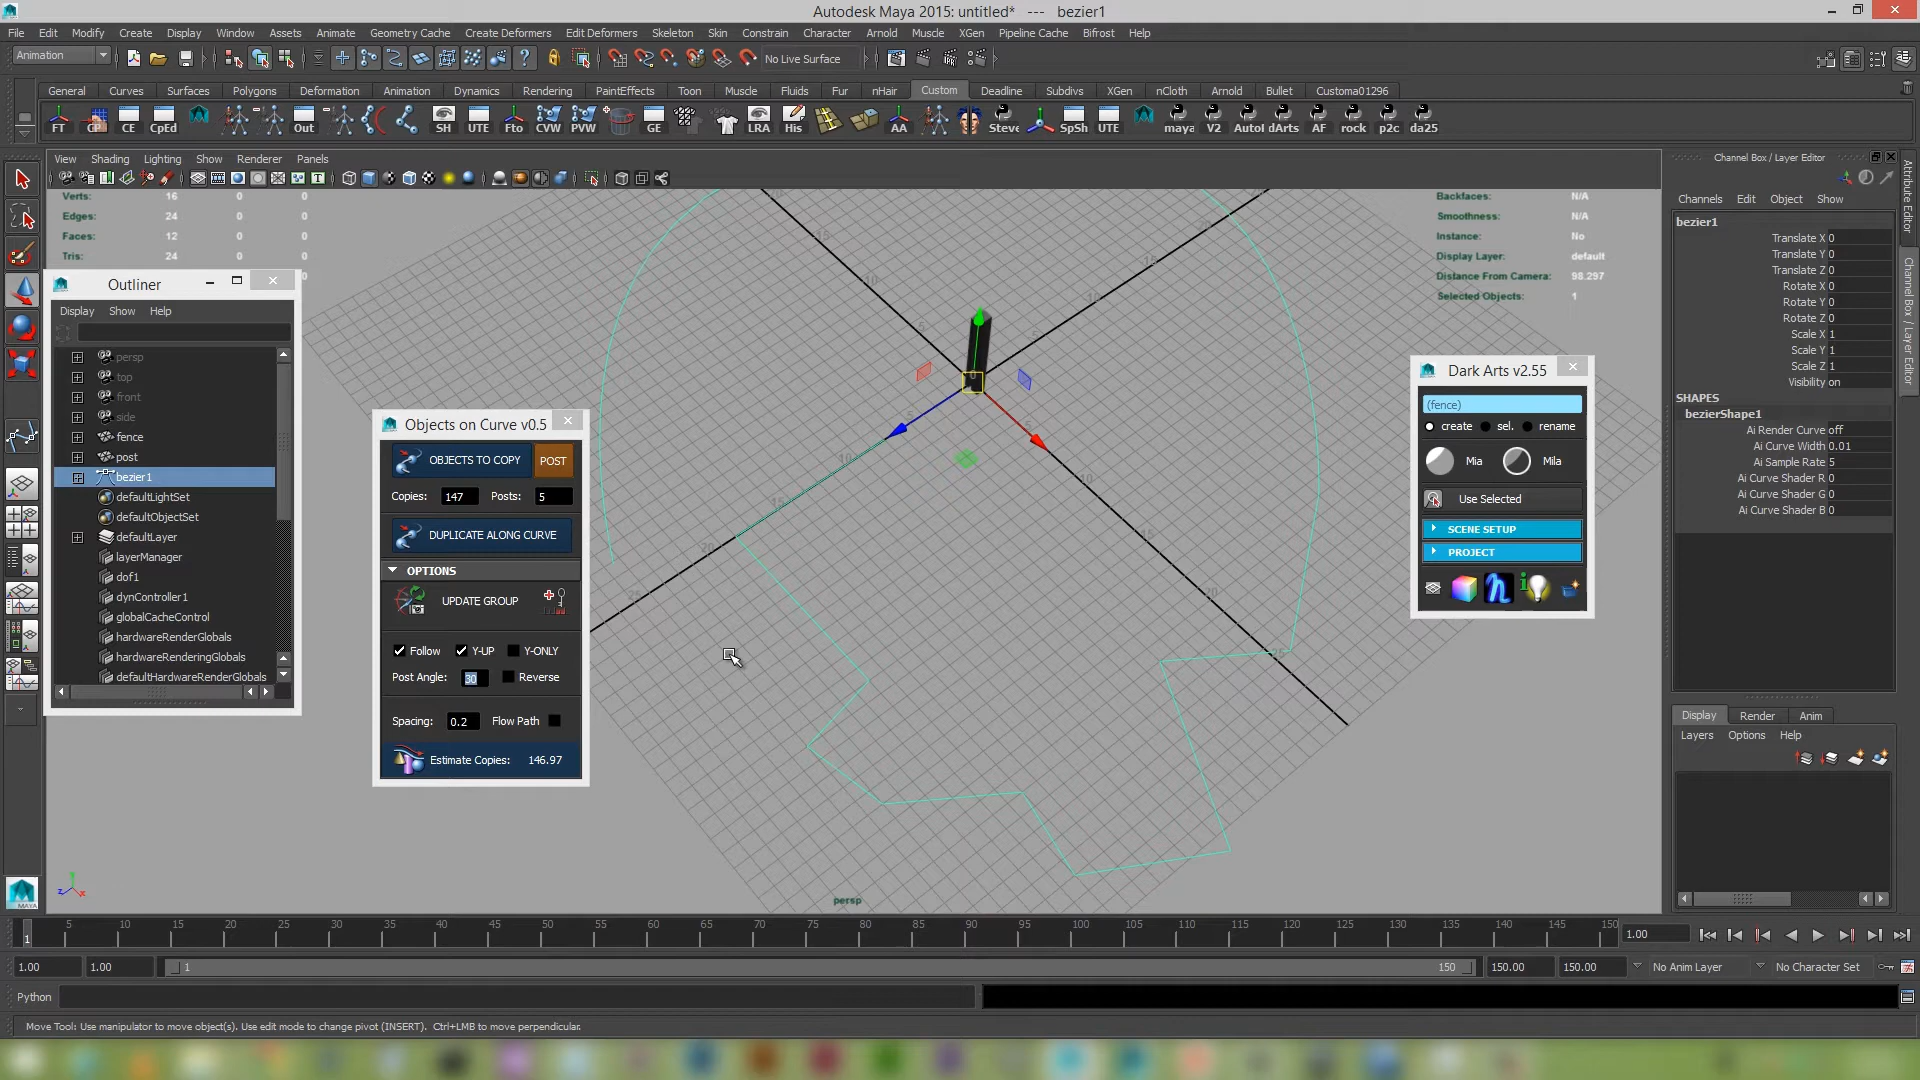 Autodesk Maya 2015: untitled* --- bezier1
File Edit Modify Create Display Window Assets Animate Geometry Cache Create Deformers Edit Deformers Skeleton Skin Constrain Character Arnold Muscle XGen Pipeline Cache Bifrost Help
Animation No Live Surface
General Curves Surfaces Polygons Deformation Animation Dynamics Rendering PaintEffects Toon Muscle Fluids Fur nHair Custom Deadline Subdivs XGen nCloth Arnold Bullet Customa01296
FT CP CE CpEd Out SH UTE Fto CVW PVW GE LRA His AA Steve SpSh UTE maya V2 Autol dArts AF rock p2c da25
View Shading Lighting Show Renderer Panels
Verts: 16 0 0
Edges: 24 0 0
Faces: 12 0 0
Tris: 24 0 0
Backfaces: N/A
Smoothness: N/A
Instance: No
Display Layer: default
Distance From Camera: 98.297
Selected Objects: 1
Outliner
Display Show Help
persp
top
front
side
fence
post
bezier1
defaultLightSet
defaultObjectSet
defaultLayer
layerManager
dof1
dynController1
globalCacheControl
hardwareRenderGlobals
hardwareRenderingGlobals
defaultHardwareRenderGlobals
Objects on Curve v0.5
OBJECTS TO COPY POST
Copies: 147 Posts: 5
DUPLICATE ALONG CURVE
OPTIONS
UPDATE GROUP
Follow Y-UP Y-ONLY
Post Angle: 30 Reverse
Spacing: 0.2 Flow Path
Estimate Copies: 146.97
Dark Arts v2.55
(fence)
create sel. rename
Mia Mila
Use Selected
SCENE SETUP
PROJECT
persp
Channel Box / Layer Editor
Channels Edit Object Show
bezier1
Translate X 0
Translate Y 0
Translate Z 0
Rotate X 0
Rotate Y 0
Rotate Z 0
Scale X 1
Scale Y 1
Scale Z 1
Visibility on
SHAPES
bezierShape1
Ai Render Curve off
Ai Curve Width 0.01
Ai Sample Rate 5
Ai Curve Shader R 0
Ai Curve Shader G 0
Ai Curve Shader B 0
Display Render Anim
Layers Options Help
Attribute Editor
Channel Box / Layer Editor
1 5 10 15 20 25 30 35 40 45 50 55 60 65 70 75 80 85 90 95 100 105 110 115 120 125 130 135 140 145 150 1.00
1.00 1.00 1 150 150.00 150.00 No Anim Layer No Character Set
Python
Move Tool: Use manipulator to move object(s). Use edit mode to change pivot (INSERT). Ctrl+LMB to move perpendicular.